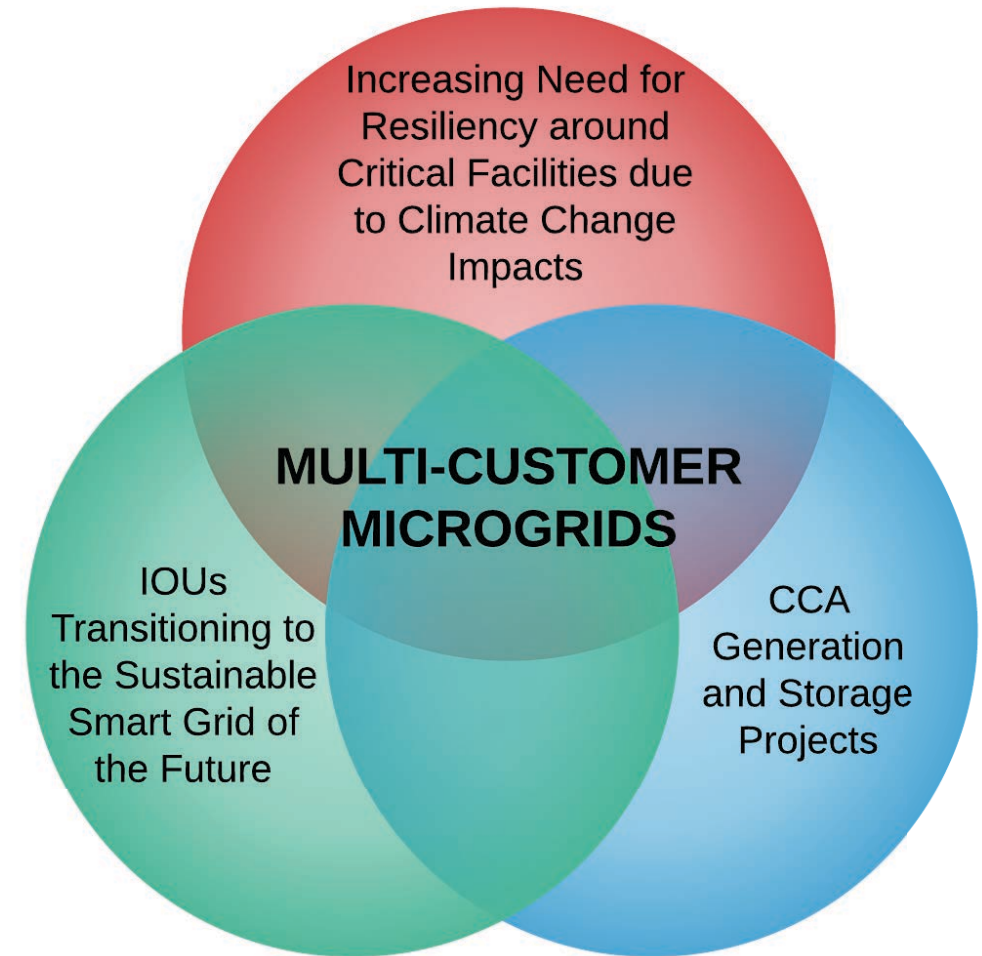 Increasing Need for
Resiliency around
Critical Facilities due
to Climate Change
Impacts
MULTI-CUSTOMER
MICROGRIDS
IOUs
Transitioning to
the Sustainable
Smart Grid of
the Future
CCA
Generation
and Storage
Projects